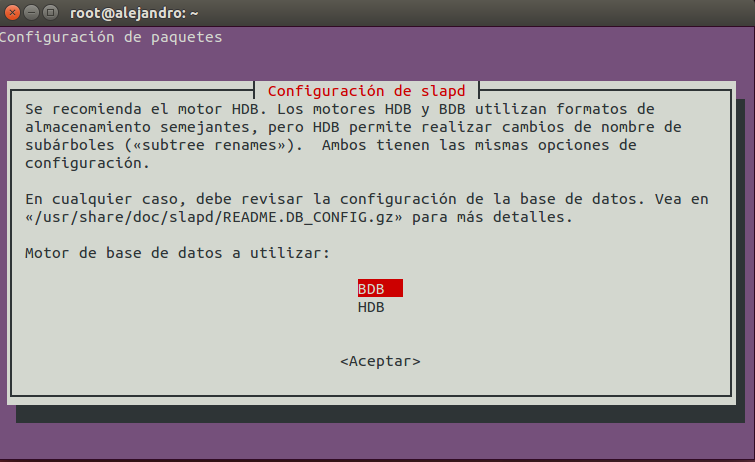 root@alejandro: ~
Configuración de paquetes
Configuración de slapd
Se recomienda el motor HDB. Los motores HDB y BDB utilizan formatos de
almacenamiento semejantes, pero HDB permite realizar cambios de nombre de
subárboles («subtree renames»).  Ambos tienen las mismas opciones de
configuración.
En cualquier caso, debe revisar la configuración de la base de datos. Vea en
«/usr/share/doc/slapd/README.DB_CONFIG.gz» para más detalles.
Motor de base de datos a utilizar:
BDB
HDB
<Aceptar>